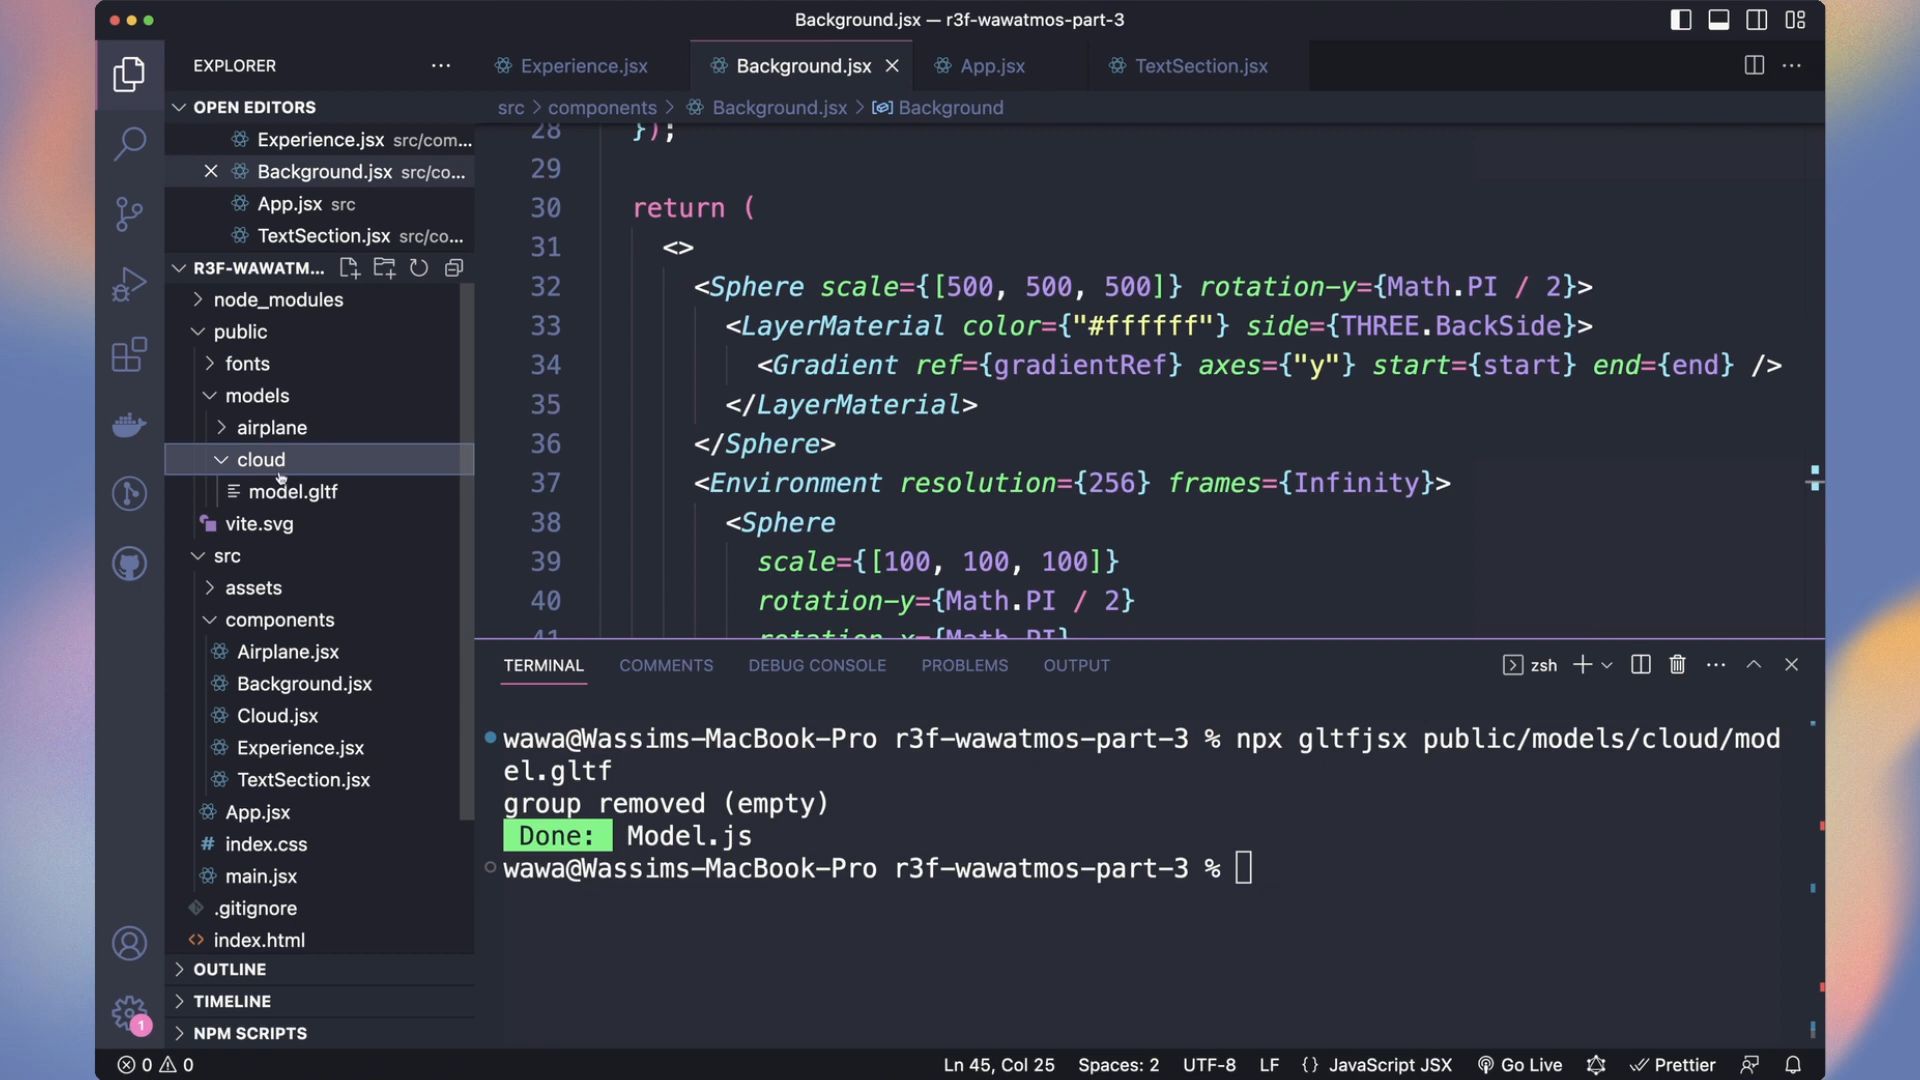 Background.jsx — r3f-wawatmos-part-3
EXPLORER
OPEN EDITORS
Experience.jsx src/com...
Background.jsx src/co...
App.jsx src
TextSection.jsx src/co...
R3F-WAWATM...
node_modules
public
fonts
models
airplane
cloud
model.gltf
vite.svg
src
assets
components
Airplane.jsx
Background.jsx
Cloud.jsx
Experience.jsx
TextSection.jsx
App.jsx
# index.css
main.jsx
.gitignore
<> index.html
OUTLINE
TIMELINE
NPM SCRIPTS
1
Experience.jsx
Background.jsx
App.jsx
TextSection.jsx
src > components > Background.jsx > Background
28 });
29
30 return (
31 <>
32 <Sphere scale={[500, 500, 500]} rotation-y={Math.PI / 2}>
33 <LayerMaterial color={"#ffffff"} side={THREE.BackSide}>
34 <Gradient ref={gradientRef} axes={"y"} start={start} end={end} />
35 </LayerMaterial>
36 </Sphere>
37 <Environment resolution={256} frames={Infinity}>
38 <Sphere
39 scale={[100, 100, 100]}
40 rotation-y={Math.PI / 2}
41 rotation-x={Math.PI}
TERMINAL
COMMENTS
DEBUG CONSOLE
PROBLEMS
OUTPUT
zsh
wawa@Wassims-MacBook-Pro r3f-wawatmos-part-3 % npx gltfjsx public/models/cloud/mod
el.gltf
group removed (empty)
Done: Model.js
wawa@Wassims-MacBook-Pro r3f-wawatmos-part-3 %
0 0
Ln 45, Col 25
Spaces: 2
UTF-8
LF
{} JavaScript JSX
Go Live
Prettier